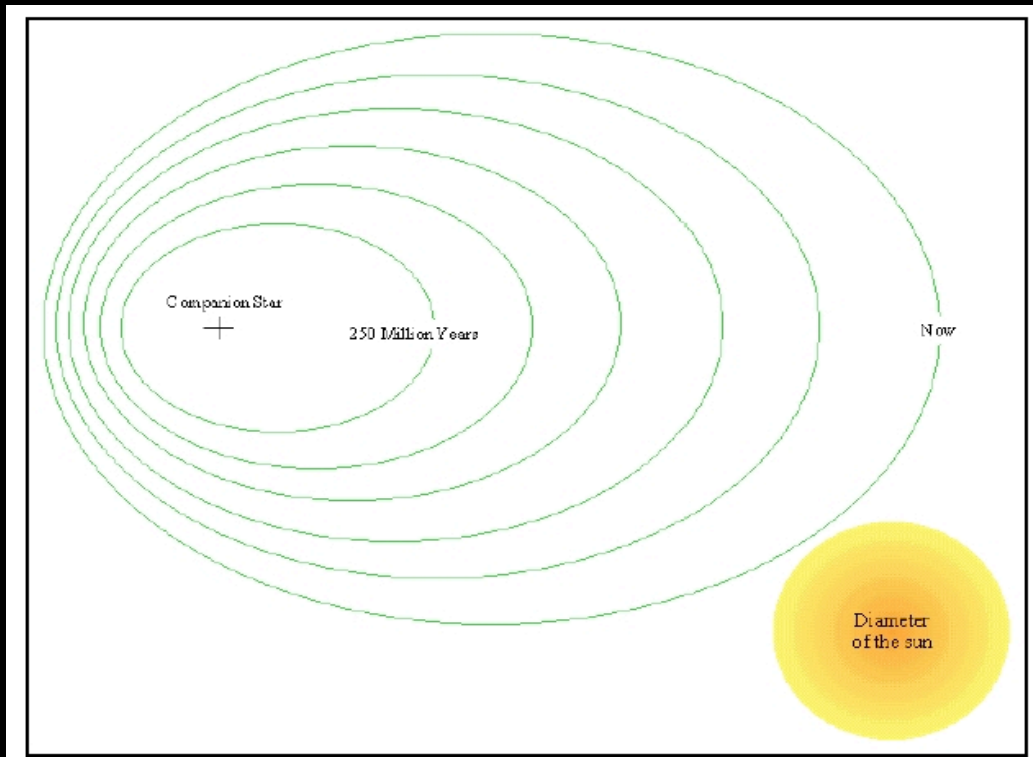 Companion Star
250 Million Years
Now
Diameter
of the sun